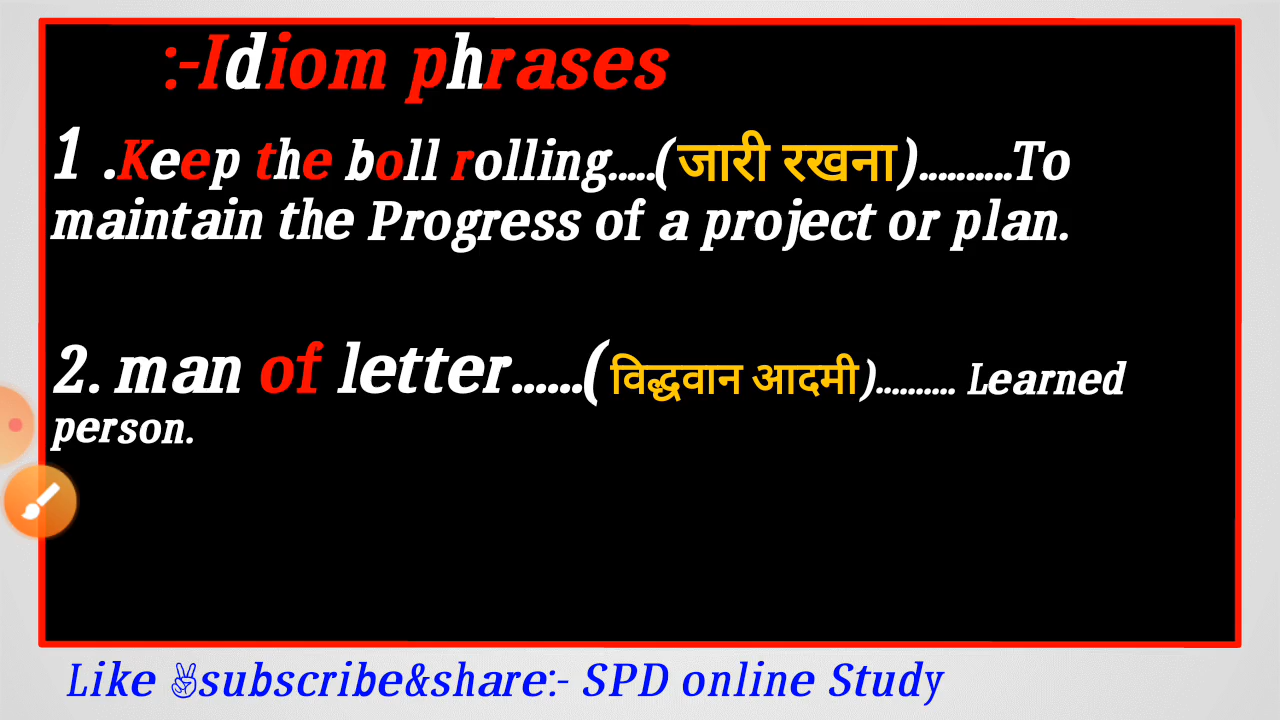 :-Idiom phrases
1 .Keep the boll rolling.....(जारी रखना)..........To
maintain the Progress of a project or plan.
2. man of letter......(विद्धवान आदमी).......... Learned
person.
Like ✌subscribe&share:- SPD online Study